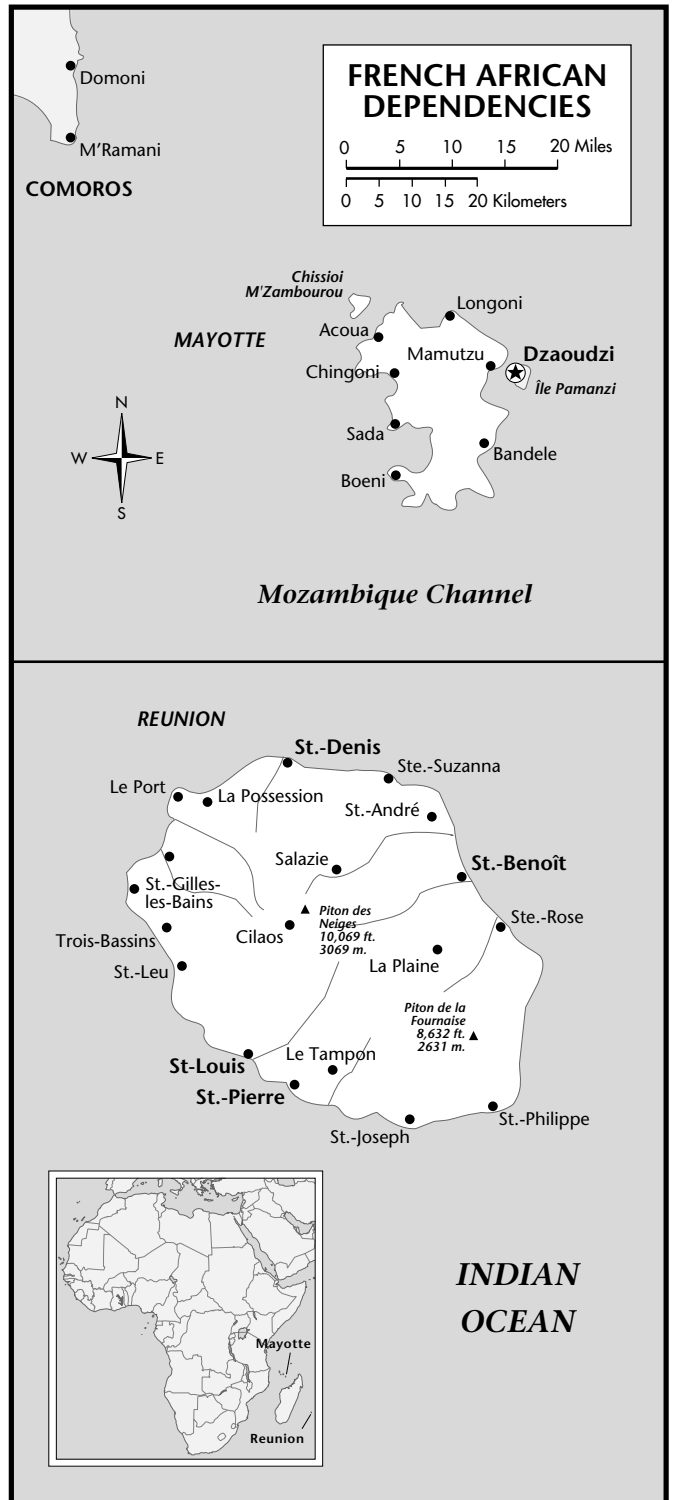 Domoni
M'Ramani
COMOROS
FRENCH AFRICAN
DEPENDENCIES
0 5 10 15 20 Miles
0 5 10 15 20 Kilometers
Chissioi
M'Zambourou
Longoni
Acoua
MAYOTTE
Mamutzu
Dzaoudzi
Chingoni
Île Pamanzi
N
W E
S
Sada
Bandele
Boeni
Mozambique Channel
REUNION
St.-Denis
Ste.-Suzanna
Le Port
La Possession
St.-André
Salazie
St.-Benoît
St.-Gilles-
les-Bains
Piton des
Neiges
10,069 ft.
3069 m.
Ste.-Rose
Trois-Bassins
Cilaos
St.-Leu
La Plaine
Piton de la
Fournaise
8,632 ft.
2631 m.
Le Tampon
St-Louis
St.-Pierre
St.-Philippe
St.-Joseph
INDIAN
OCEAN
Mayotte
Reunion